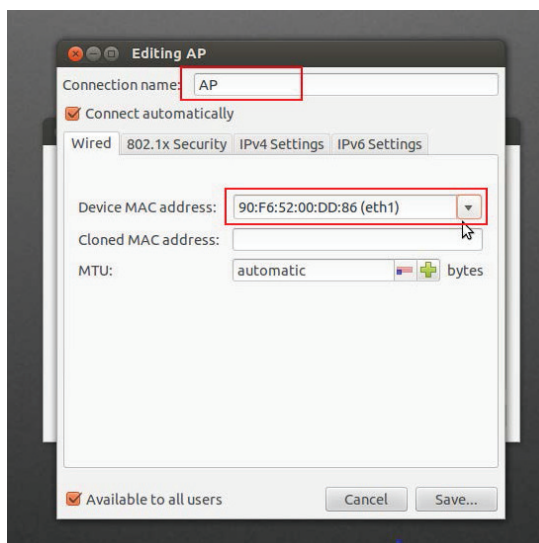 Editing AP
Connection name: AP
Connect automatically
Wired 802.1x Security IPv4 Settings IPv6 Settings
Device MAC address: 90:F6:52:00:DD:86 (eth1)
Cloned MAC address:
MTU: automatic bytes
Available to all users Cancel Save...